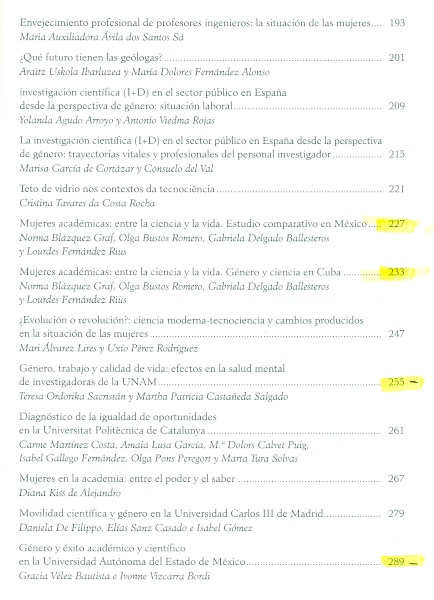 Envejecimiento profesional de profesores ingenieros: la situación de las mujeres.... 193
Maria Auxiliadora Ávila dos Santos Sá
¿Qué futuro tienen las geólogas? ........ 201
Araitz Uskola Ibarluzea y María Dolores Fernández Alonso
investigación científica (I+D) en el sector público en España
desde la perspectiva de género: situación laboral........ 209
Yolanda Agudo Arroyo y Antonio Viedma Rojas
La investigación científica (I+D) en el sector público en España desde la perspectiva
de género: trayectorias vitales y profesionales del personal investigador ........ 215
Marisa García de Cortázar y Consuelo del Val
Teto de vidrio nos contextos da tecnociência ........ 221
Cristina Tavares da Costa Rocha
Mujeres académicas: entre la ciencia y la vida. Estudio comparativo en México.... 227
Norma Blázquez Graf, Olga Bustos Romero, Gabriela Delgado Ballesteros
y Lourdes Fernández Rius
Mujeres académicas: entre la ciencia y la vida. Género y ciencia en Cuba ........ 233
Norma Blázquez Graf, Olga Bustos Romero, Gabriela Delgado Ballesteros
y Lourdes Fernández Rius
¿Evolución o revolución?: ciencia moderna-tecnociencia y cambios producidos
en la situación de las mujeres ........ 247
Mari Álvarez Lires y Uxío Pérez Rodríguez
Género, trabajo y calidad de vida: efectos en la salud mental
de investigadoras de la UNAM ........ 255
Teresa Ordorika Sacristán y Martha Patricia Castañeda Salgado
Diagnóstico de la igualdad de oportunidades
en la Universitat Politècnica de Catalunya ........ 261
Carme Martínez Costa, Amaia Lusa García, M.ª Dolors Calvet Puig,
Isabel Gallego Fernández, Olga Pons Peregort y Marta Tura Solvas
Mujeres en la academia: entre el poder y el saber ........ 267
Diana Kiss de Alejandro
Movilidad científica y género en la Universidad Carlos III de Madrid........ 279
Daniela De Filippo, Elías Sanz Casado e Isabel Gómez
Género y éxito académico y científico
en la Universidad Autónoma del Estado de México ........ 289
Gracia Vélez Bautista e Ivonne Vizcarra Bordi